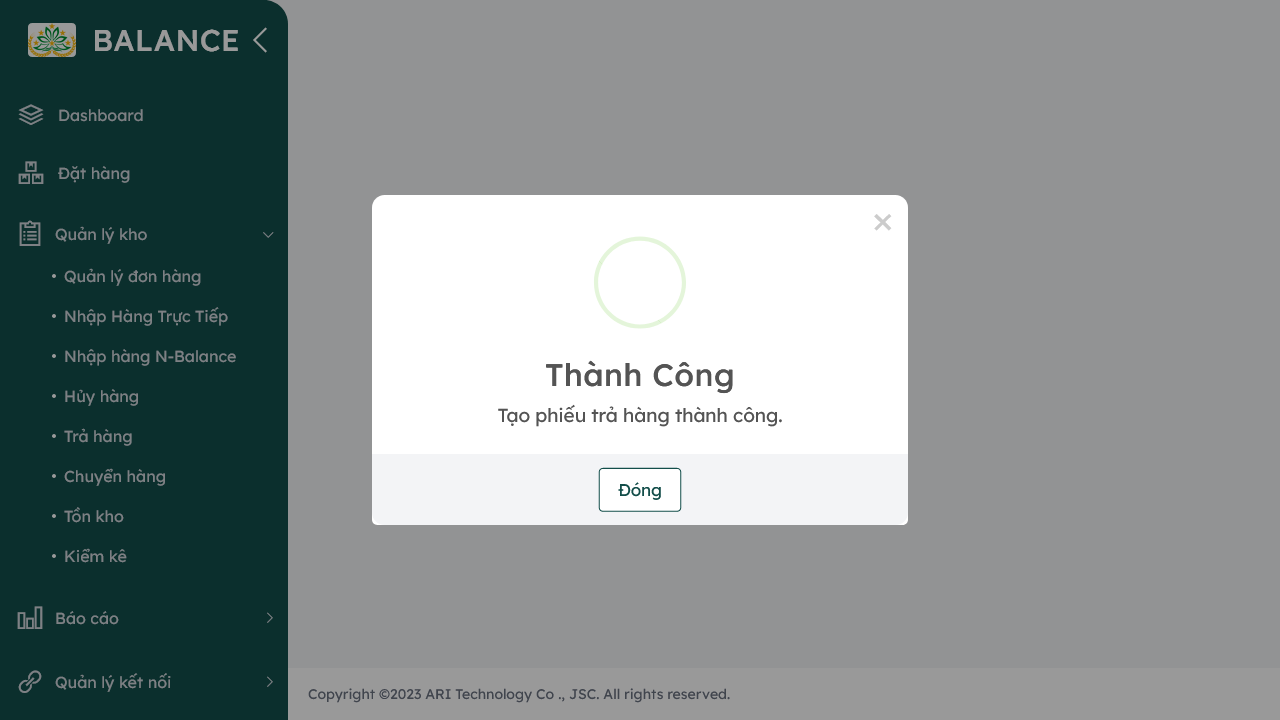 BALANCE
Dashboard
Đặt hàng
Quản lý kho
Quản lý đơn hàng
Nhập Hàng Trực Tiếp
Nhập hàng N-Balance
Hủy hàng
Trả hàng
Chuyển hàng
Tồn kho
Kiểm kê
Báo cáo
Quản lý kết nối
Thành Công
Tạo phiếu trả hàng thành công.
Đóng
Copyright ©2023 ARI Technology Co ., JSC. All rights reserved.